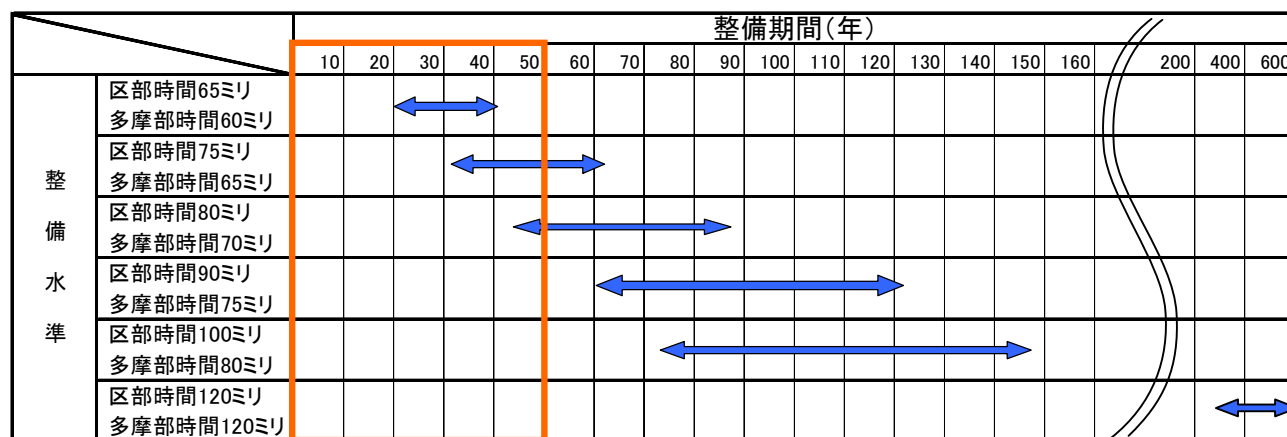 整備期間(年)
10 20 30 40 50 60 70 80 90 100 110 120 130 140 150 160 200 400 600
整備水準
区部時間65ミリ
多摩部時間60ミリ
区部時間75ミリ
多摩部時間65ミリ
区部時間80ミリ
多摩部時間70ミリ
区部時間90ミリ
多摩部時間75ミリ
区部時間100ミリ
多摩部時間80ミリ
区部時間120ミリ
多摩部時間120ミリ